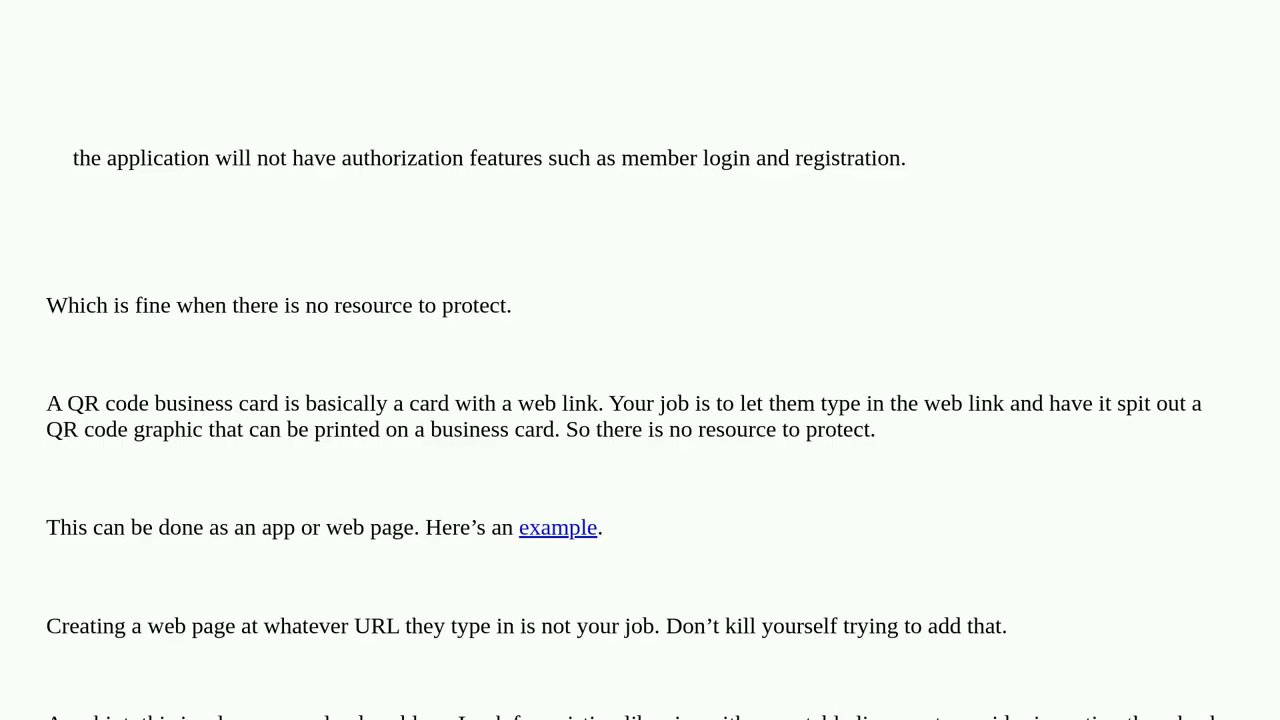 the application will not have authorization features such as member login and registration.
Which is fine when there is no resource to protect.
A QR code business card is basically a card with a web link. Your job is to let them type in the web link and have it spit out a
QR code graphic that can be printed on a business card. So there is no resource to protect.
This can be done as an app or web page. Here’s an example.
Creating a web page at whatever URL they type in is not your job. Don’t kill yourself trying to add that.